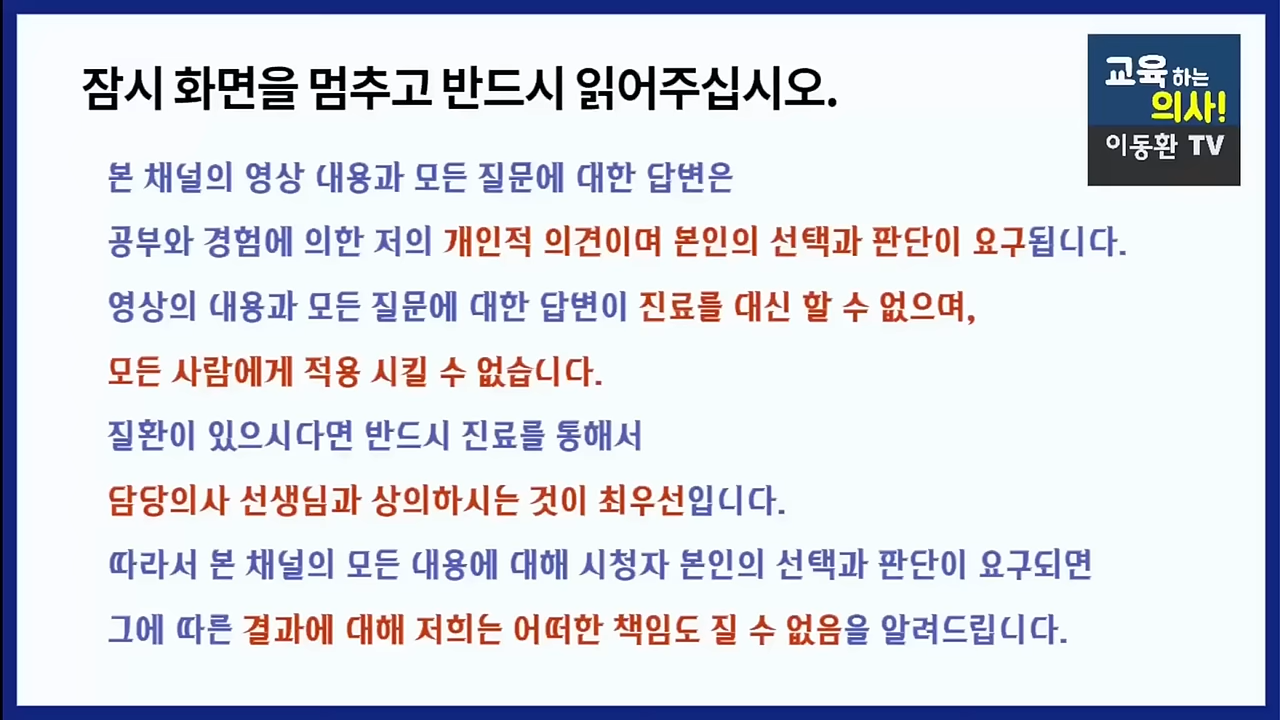 잠시 화면을 멈추고 반드시 읽어주십시오.
교육 하는
의사!
이동환 TV
본 채널의 영상 내용과 모든 질문에 대한 답변은
공부와 경험에 의한 저의 개인적 의견이며 본인의 선택과 판단이 요구됩니다.
영상의 내용과 모든 질문에 대한 답변이 진료를 대신 할 수 없으며,
모든 사람에게 적용 시킬 수 없습니다.
질환이 있으시다면 반드시 진료를 통해서
담당의사 선생님과 상의하시는 것이 최우선입니다.
따라서 본 채널의 모든 내용에 대해 시청자 본인의 선택과 판단이 요구되면
그에 따른 결과에 대해 저희는 어떠한 책임도 질 수 없음을 알려드립니다.